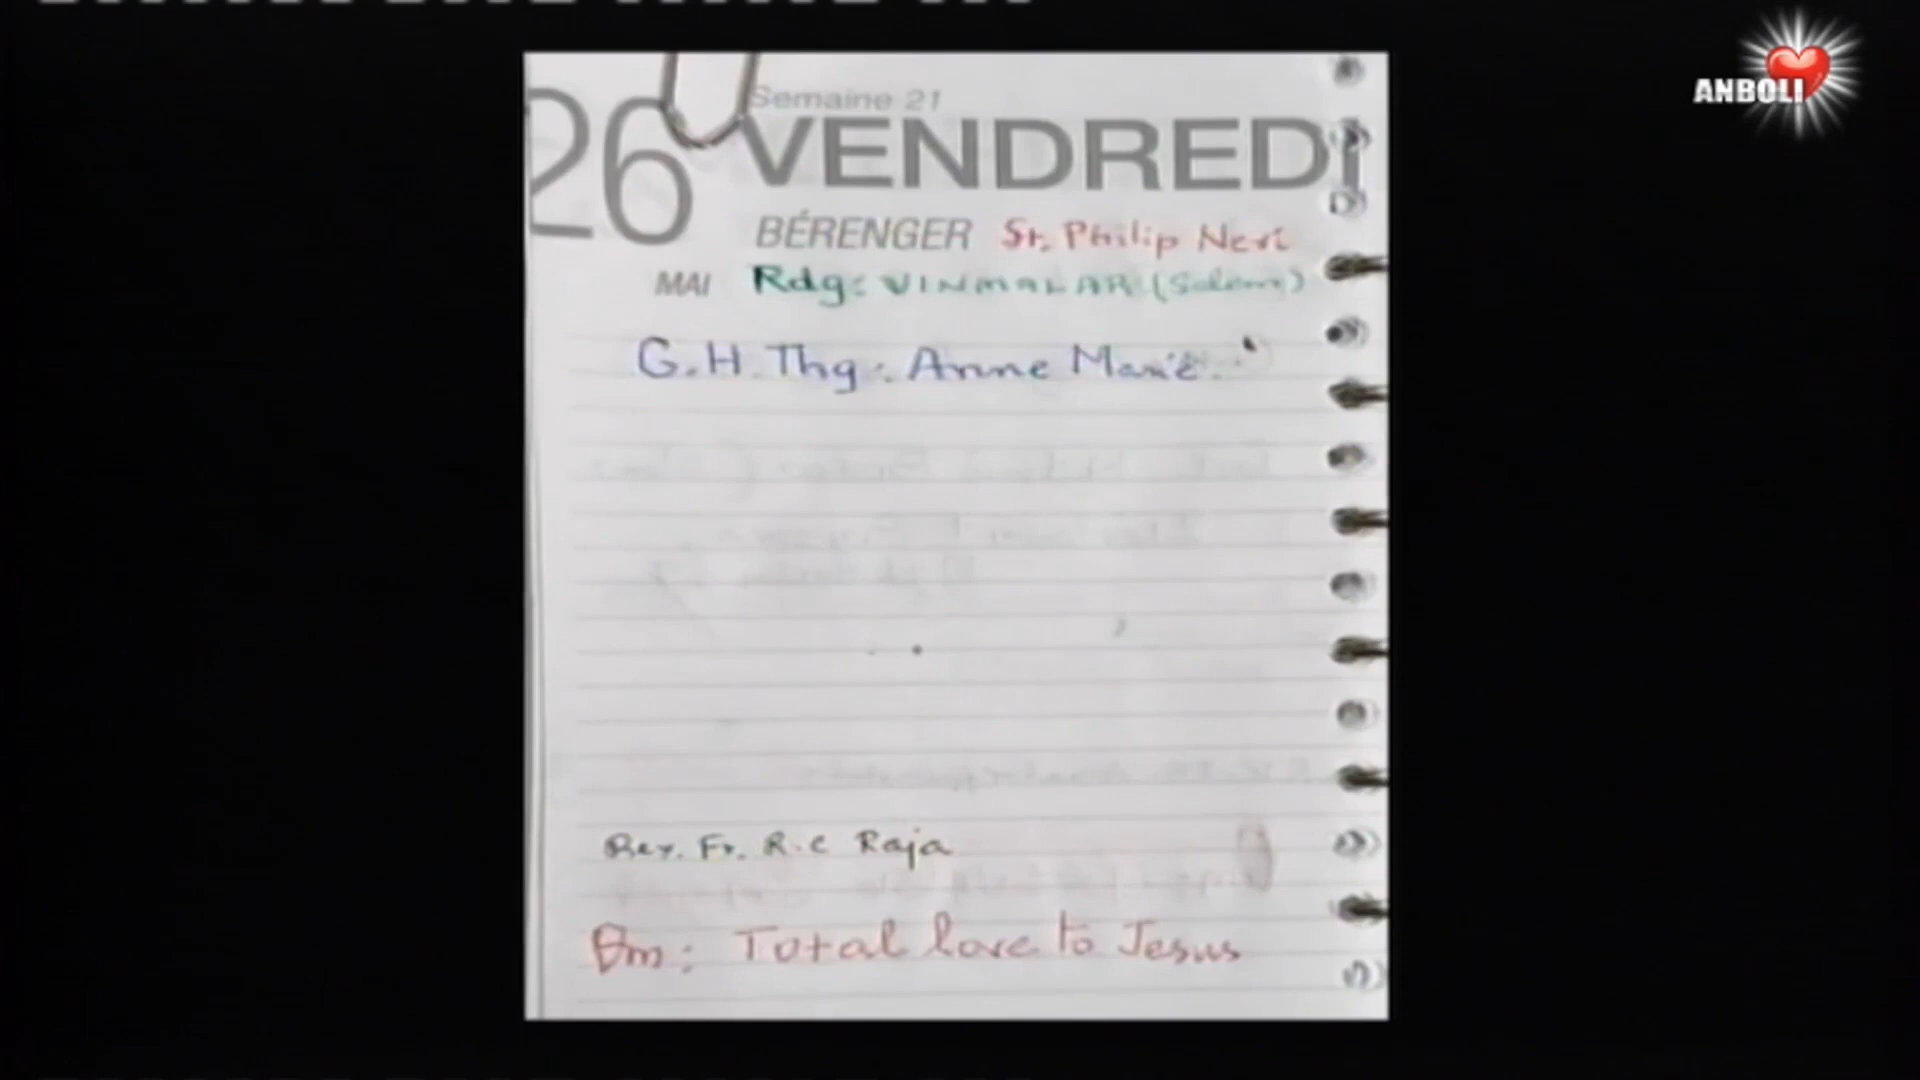 ANBOLI
Semaine 21
26 VENDREDI
BÉRENGER St. Philip Neri
MAI Rdg: VINMALAR (Salem)
G.H. Thg: Anne Marie
Rev. Fr. R.C Raja
Bm: Total love to Jesus